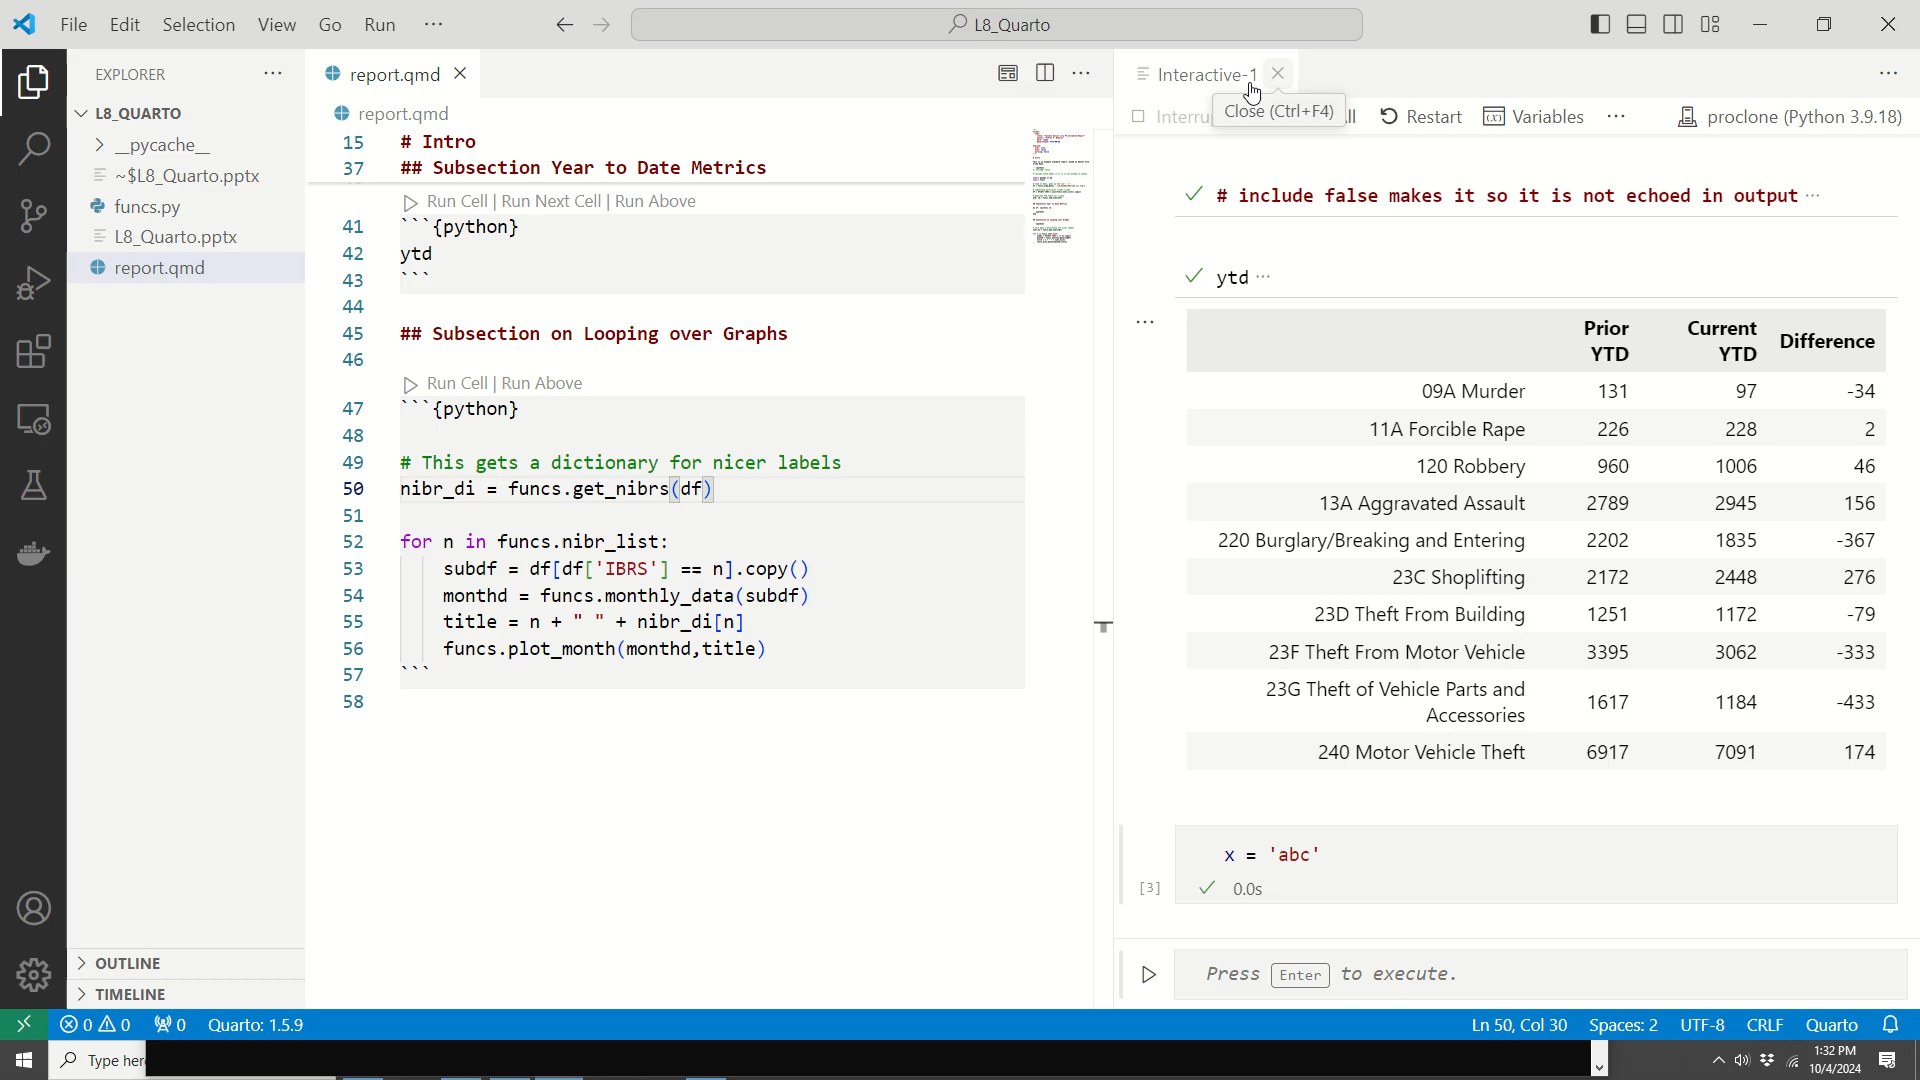 File Edit Selection View Go Run ···
L8_Quarto
EXPLORER ···
L8_QUARTO
__pycache__
~$L8_Quarto.pptx
funcs.py
L8_Quarto.pptx
report.qmd
OUTLINE
TIMELINE
report.qmd
report.qmd
15 # Intro
37 ## Subsection Year to Date Metrics
Run Cell | Run Next Cell | Run Above
41 ```{python}
42 ytd
43 ```
44
45 ## Subsection on Looping over Graphs
46
Run Cell | Run Above
47 ```{python}
48
49 # This gets a dictionary for nicer labels
50 nibr_di = funcs.get_nibrs(df)
51
52 for n in funcs.nibr_list:
53 subdf = df[df['IBRS'] == n].copy()
54 monthd = funcs.monthly_data(subdf)
55 title = n + " " + nibr_di[n]
56 funcs.plot_month(monthd,title)
57 ```
58
Interactive-1
Close (Ctrl+F4)
Restart Variables ··· proclone (Python 3.9.18)
# include false makes it so it is not echoed in output ···
ytd ···
Prior YTD Current YTD Difference
09A Murder 131 97 -34
11A Forcible Rape 226 228 2
120 Robbery 960 1006 46
13A Aggravated Assault 2789 2945 156
220 Burglary/Breaking and Entering 2202 1835 -367
23C Shoplifting 2172 2448 276
23D Theft From Building 1251 1172 -79
23F Theft From Motor Vehicle 3395 3062 -333
23G Theft of Vehicle Parts and Accessories 1617 1184 -433
240 Motor Vehicle Theft 6917 7091 174
x = 'abc'
[3] 0.0s
Press Enter to execute.
0 0 0 Quarto: 1.5.9
Ln 50, Col 30 Spaces: 2 UTF-8 CRLF Quarto
Type here
1:32 PM
10/4/2024